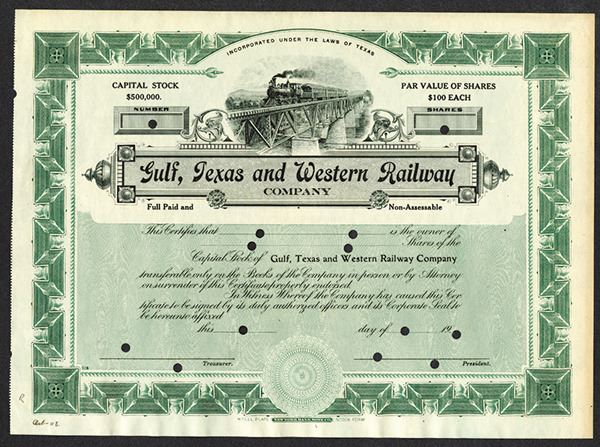 INCORPORATED UNDER THE LAWS OF TEXAS
CAPITAL STOCK
$500,000.
PAR VALUE OF SHARES
$100 EACH
NUMBER
SHARES
Gulf, Texas and Western Railway
COMPANY
Full Paid and
Non-Assessable
This Certifies that is the owner of
Shares of the
Capital Stock of Gulf, Texas and Western Railway Company
transferable only on the Books of the Company in person or by Attorney
on surrender of this Certificate properly endorsed.
In Witness Whereof the Company has caused this Cer-
tificate to be signed by its duly authorized officers and its Corporate Seal to
be hereunto affixed
this day of 19
Treasurer.
President.